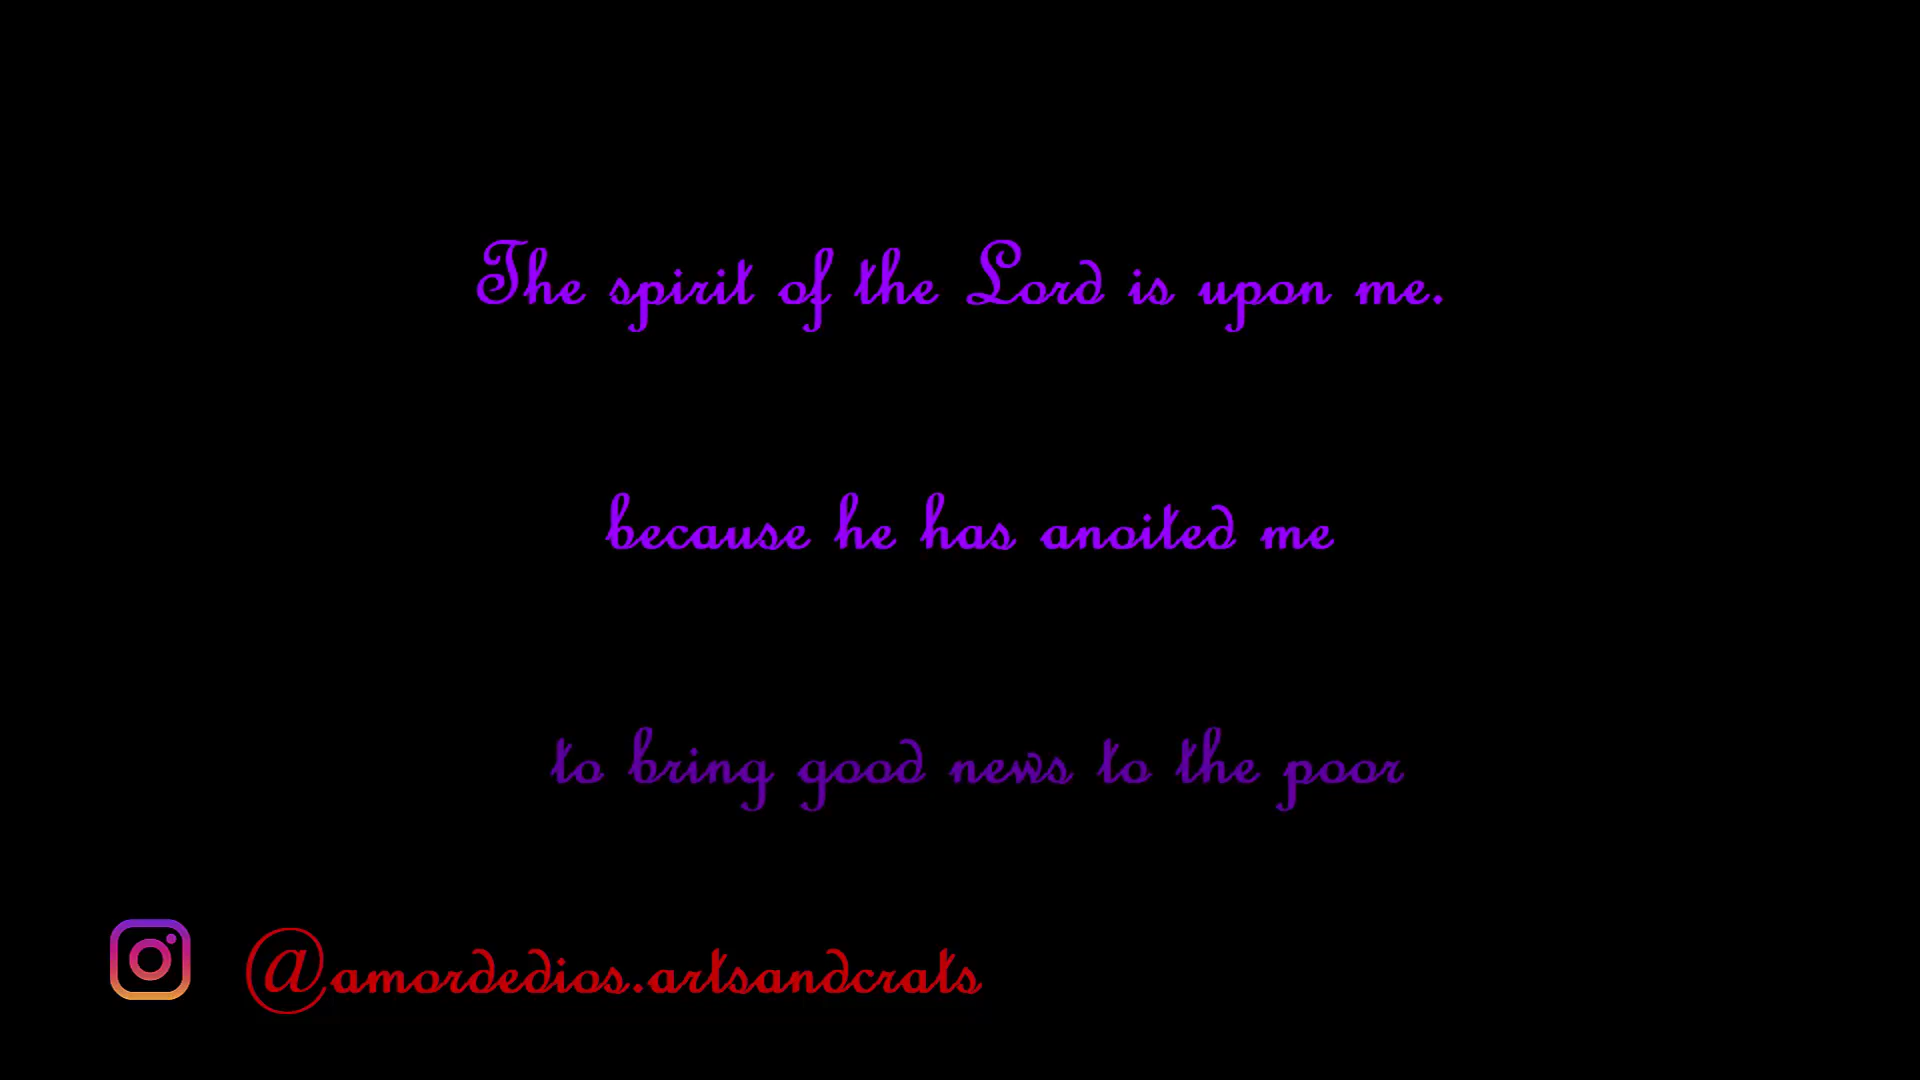 The spirit of the Lord is upon me.
because he has anoited me
to bring good news to the poor
@amordedios.artsandcrats